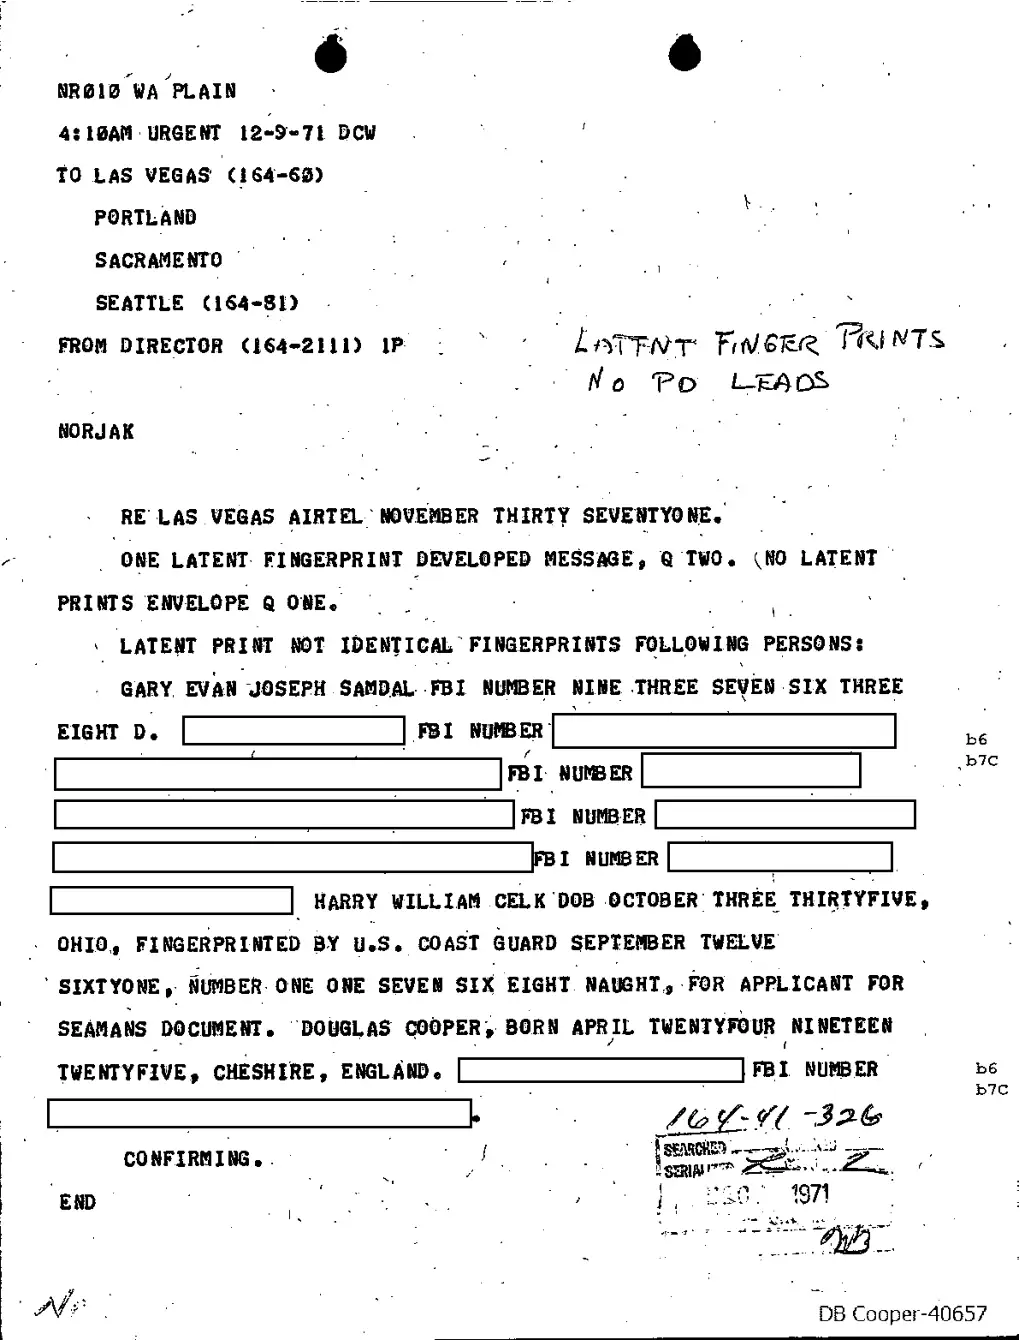 NR010 WA PLAIN
4:10AM URGENT 12-9-71 DCW
TO LAS VEGAS (164-60)
PORTLAND
SACRAMENTO
SEATTLE (164-81)
FROM DIRECTOR (164-2111) 1P
LATENT FINGER PRINTS
NO PD LEADS
NORJAK
RE LAS VEGAS AIRTEL NOVEMBER THIRTY SEVENTYONE.
ONE LATENT FINGERPRINT DEVELOPED MESSAGE, Q TWO. (NO LATENT
PRINTS ENVELOPE Q ONE.
LATENT PRINT NOT IDENTICAL FINGERPRINTS FOLLOWING PERSONS:
GARY EVAN JOSEPH SAMDAL FBI NUMBER NINE THREE SEVEN SIX THREE
EIGHT D. FBI NUMBER
b6
b7C
FBI NUMBER
FBI NUMBER
FBI NUMBER
HARRY WILLIAM CELK DOB OCTOBER THREE THIRTYFIVE,
OHIO, FINGERPRINTED BY U.S. COAST GUARD SEPTEMBER TWELVE
SIXTYONE, NUMBER ONE ONE SEVEN SIX EIGHT NAUGHT, FOR APPLICANT FOR
SEAMANS DOCUMENT. DOUGLAS COOPER, BORN APRIL TWENTYFOUR NINETEEN
TWENTYFIVE, CHESHIRE, ENGLAND. FBI NUMBER
b6
b7C
.
164-41-326
CONFIRMING.
SEARCHED
END
1971
DB Cooper-40657